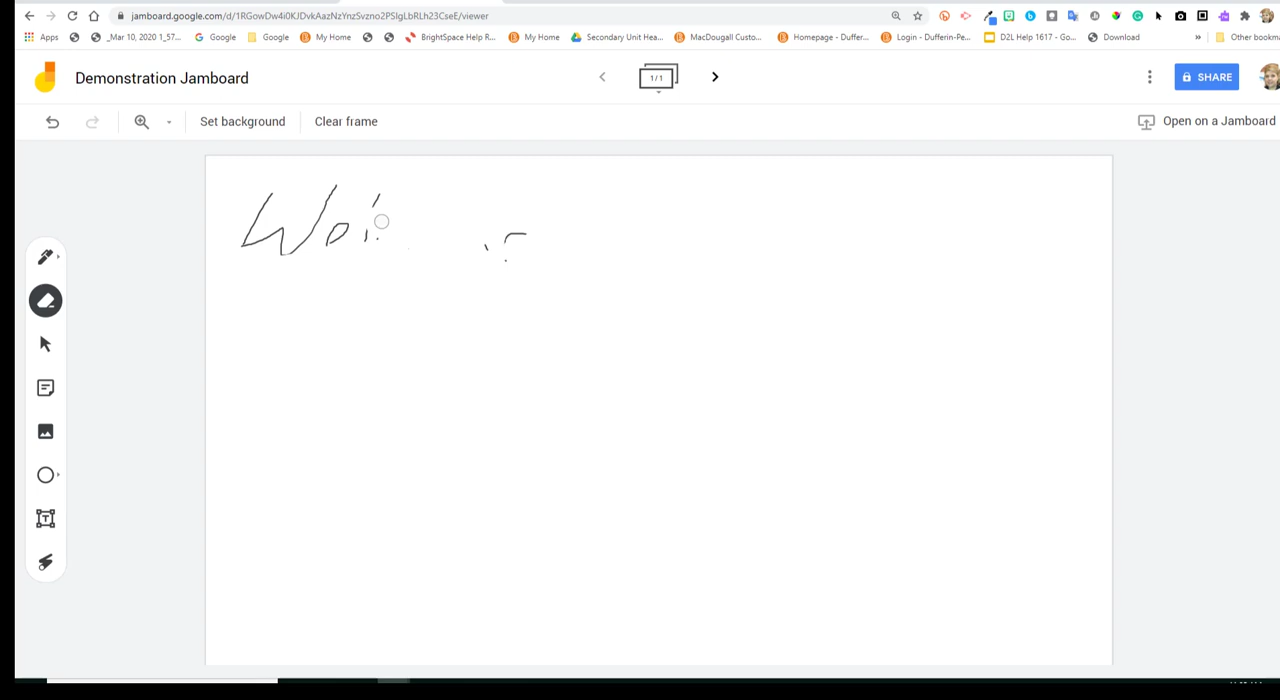 jamboard.google.com/d/1RGowDw4i0KJDvkAazNzYnzSvzno2PSIgLbRLh23CseE/viewer
Apps _Mar 10, 2020 1_57... Google Google My Home BrightSpace Help R... My Home Secondary Unit Hea... MacDougall Custo... Homepage - Duffer... Login - Dufferin-Pe... D2L Help 1617 - Go... Download » Other bookma
Demonstration Jamboard 1/1 SHARE
Set background Clear frame Open on a Jamboard